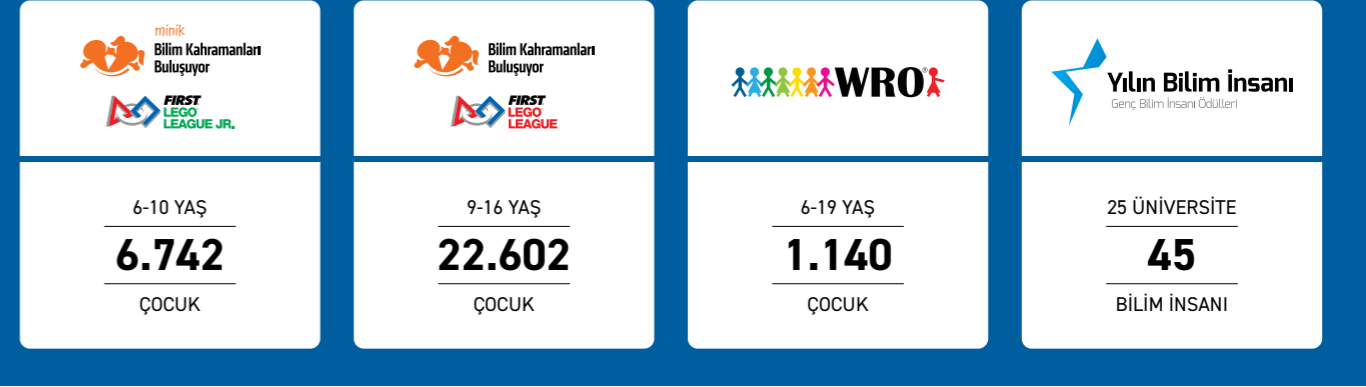 minik
Bilim Kahramanları
Buluşuyor
FIRST
LEGO
LEAGUE JR.
6-10 YAŞ
6.742
ÇOCUK
Bilim Kahramanları
Buluşuyor
FIRST
LEGO
LEAGUE
9-16 YAŞ
22.602
ÇOCUK
WRO®
6-19 YAŞ
1.140
ÇOCUK
Yılın Bilim İnsanı
Genç Bilim İnsanı Ödülleri
25 ÜNİVERSİTE
45
BİLİM İNSANI